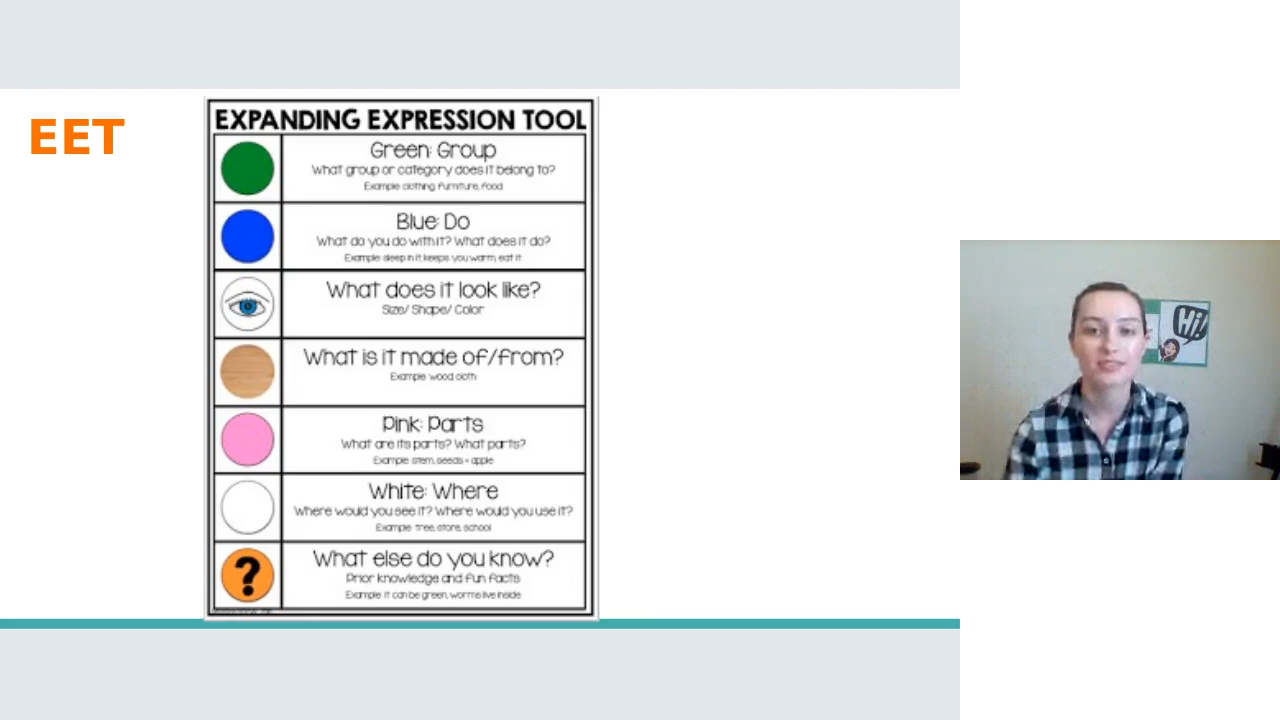 EET
EXPANDING EXPRESSION TOOL
Green: Group
What group or category does it belong to?
Example clothing, furniture, food
Blue: Do
What do you do with it? What does it do?
Example sleep in it, keeps you warm, eat it
What does it look like?
Size/ Shape/ Color
What is it made of/from?
Example wood, cloth
Pink: Parts
What are its parts? What parts?
Example stem, seeds = apple
White: Where
Where would you see it? Where would you use it?
Example tree, store, school
?
What else do you know?
Prior knowledge and fun facts
Example it can be green, worms live inside
Hi!